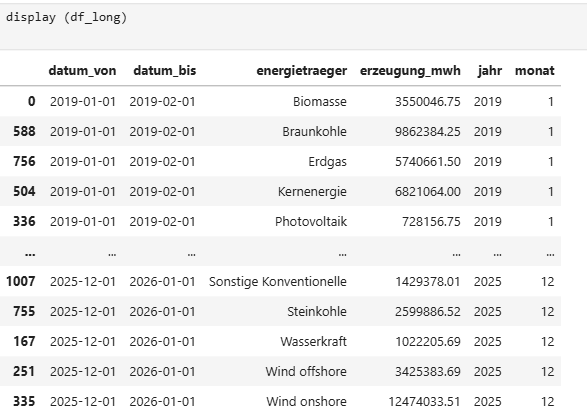 display (df_long)
datum_von datum_bis energietraeger erzeugung_mwh jahr monat
0 2019-01-01 2019-02-01 Biomasse 3550046.75 2019 1
588 2019-01-01 2019-02-01 Braunkohle 9862384.25 2019 1
756 2019-01-01 2019-02-01 Erdgas 5740661.50 2019 1
504 2019-01-01 2019-02-01 Kernenergie 6821064.00 2019 1
336 2019-01-01 2019-02-01 Photovoltaik 728156.75 2019 1
... ... ... ... ... ... ...
1007 2025-12-01 2026-01-01 Sonstige Konventionelle 1429378.01 2025 12
755 2025-12-01 2026-01-01 Steinkohle 2599886.52 2025 12
167 2025-12-01 2026-01-01 Wasserkraft 1022205.69 2025 12
251 2025-12-01 2026-01-01 Wind offshore 3425383.69 2025 12
335 2025-12-01 2026-01-01 Wind onshore 12474033.51 2025 12